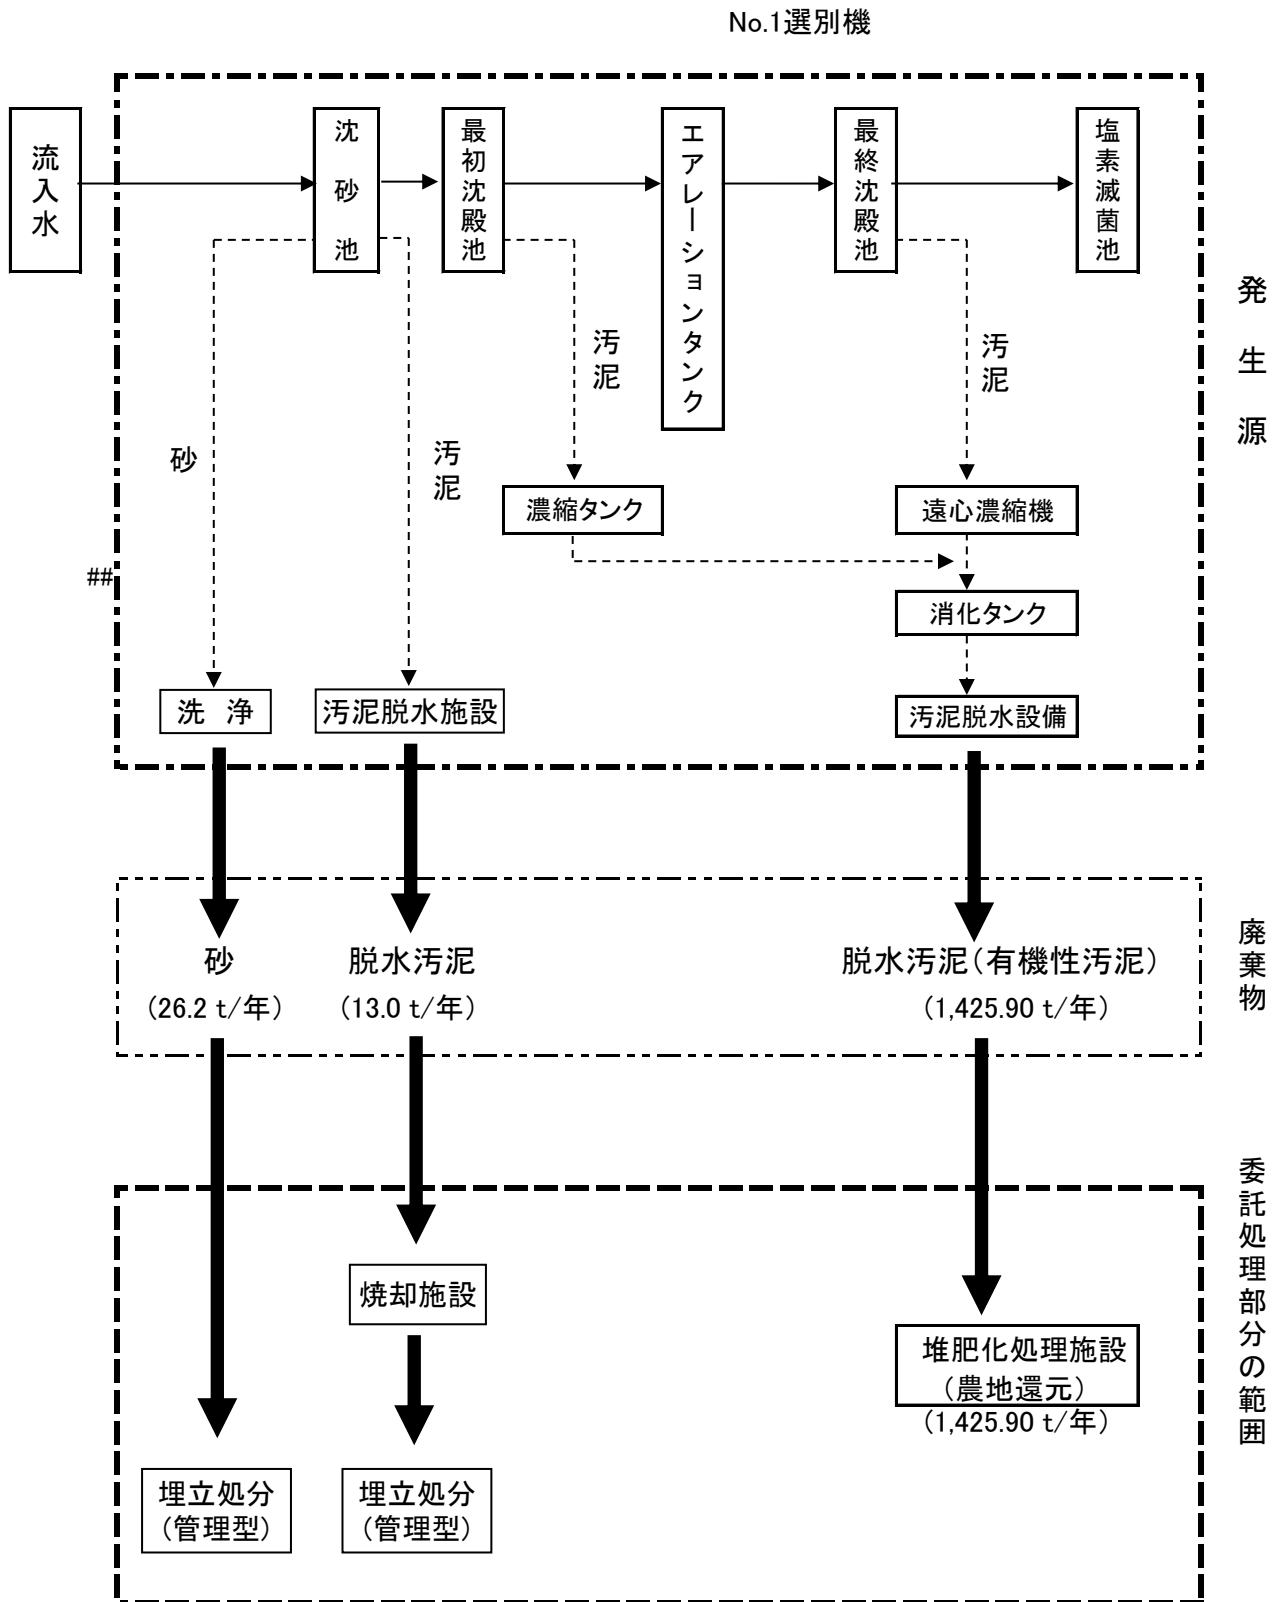 No.1選別機
流入水
沈砂池
最初沈殿池
エアレーションタンク
最終沈殿池
塩素滅菌池
発生源
砂
汚泥
汚泥
汚泥
濃縮タンク
遠心濃縮機
##
消化タンク
洗 浄
汚泥脱水施設
汚泥脱水設備
砂
(26.2 t/年)
脱水汚泥
(13.0 t/年)
脱水汚泥(有機性汚泥)
(1,425.90 t/年)
廃棄物
委託処理部分の範囲
焼却施設
堆肥化処理施設
(農地還元)
(1,425.90 t/年)
埋立処分
(管理型)
埋立処分
(管理型)